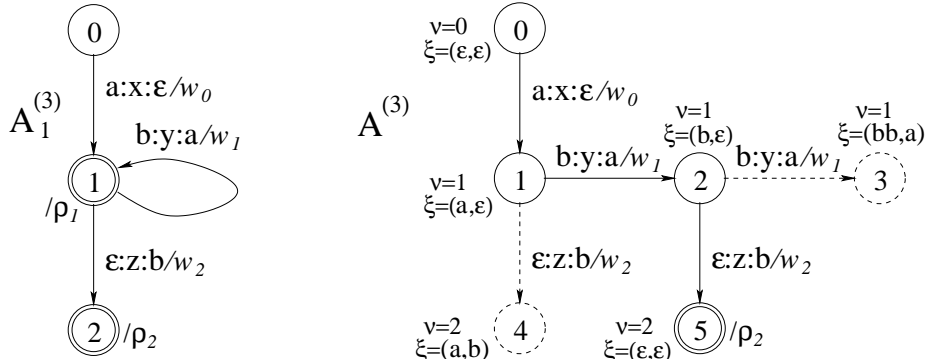 0
a:x:ε/w₀
A₁⁽³⁾
b:y:a/w₁
1
/ρ₁
ε:z:b/w₂
2
/ρ₂
ν=0
ξ=(ε,ε)
0
a:x:ε/w₀
A⁽³⁾
ν=1
ξ=(a,ε)
1
b:y:a/w₁
ν=1
ξ=(b,ε)
2
b:y:a/w₁
ν=1
ξ=(bb,a)
3
ε:z:b/w₂
ε:z:b/w₂
ν=2
ξ=(a,b)
4
ν=2
ξ=(ε,ε)
5
/ρ₂